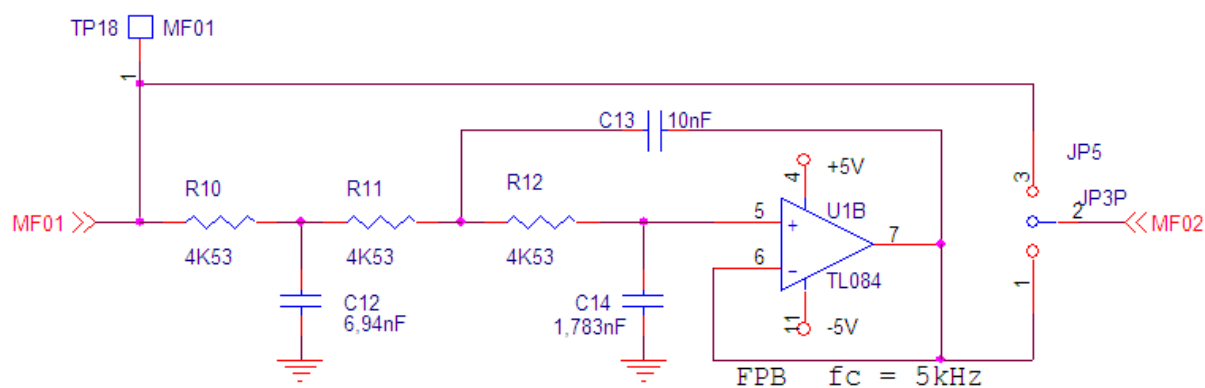 TP18 MF01
1
C13 10nF
JP5
+5V
4
3
R10 R11 R12
JP3P
MF01 5 + U1B 7 2 MF02
4K53 4K53 4K53 6 -
TL084
1
C12 C14
6,94nF 1,783nF
11 -5V
FPB fc = 5kHz